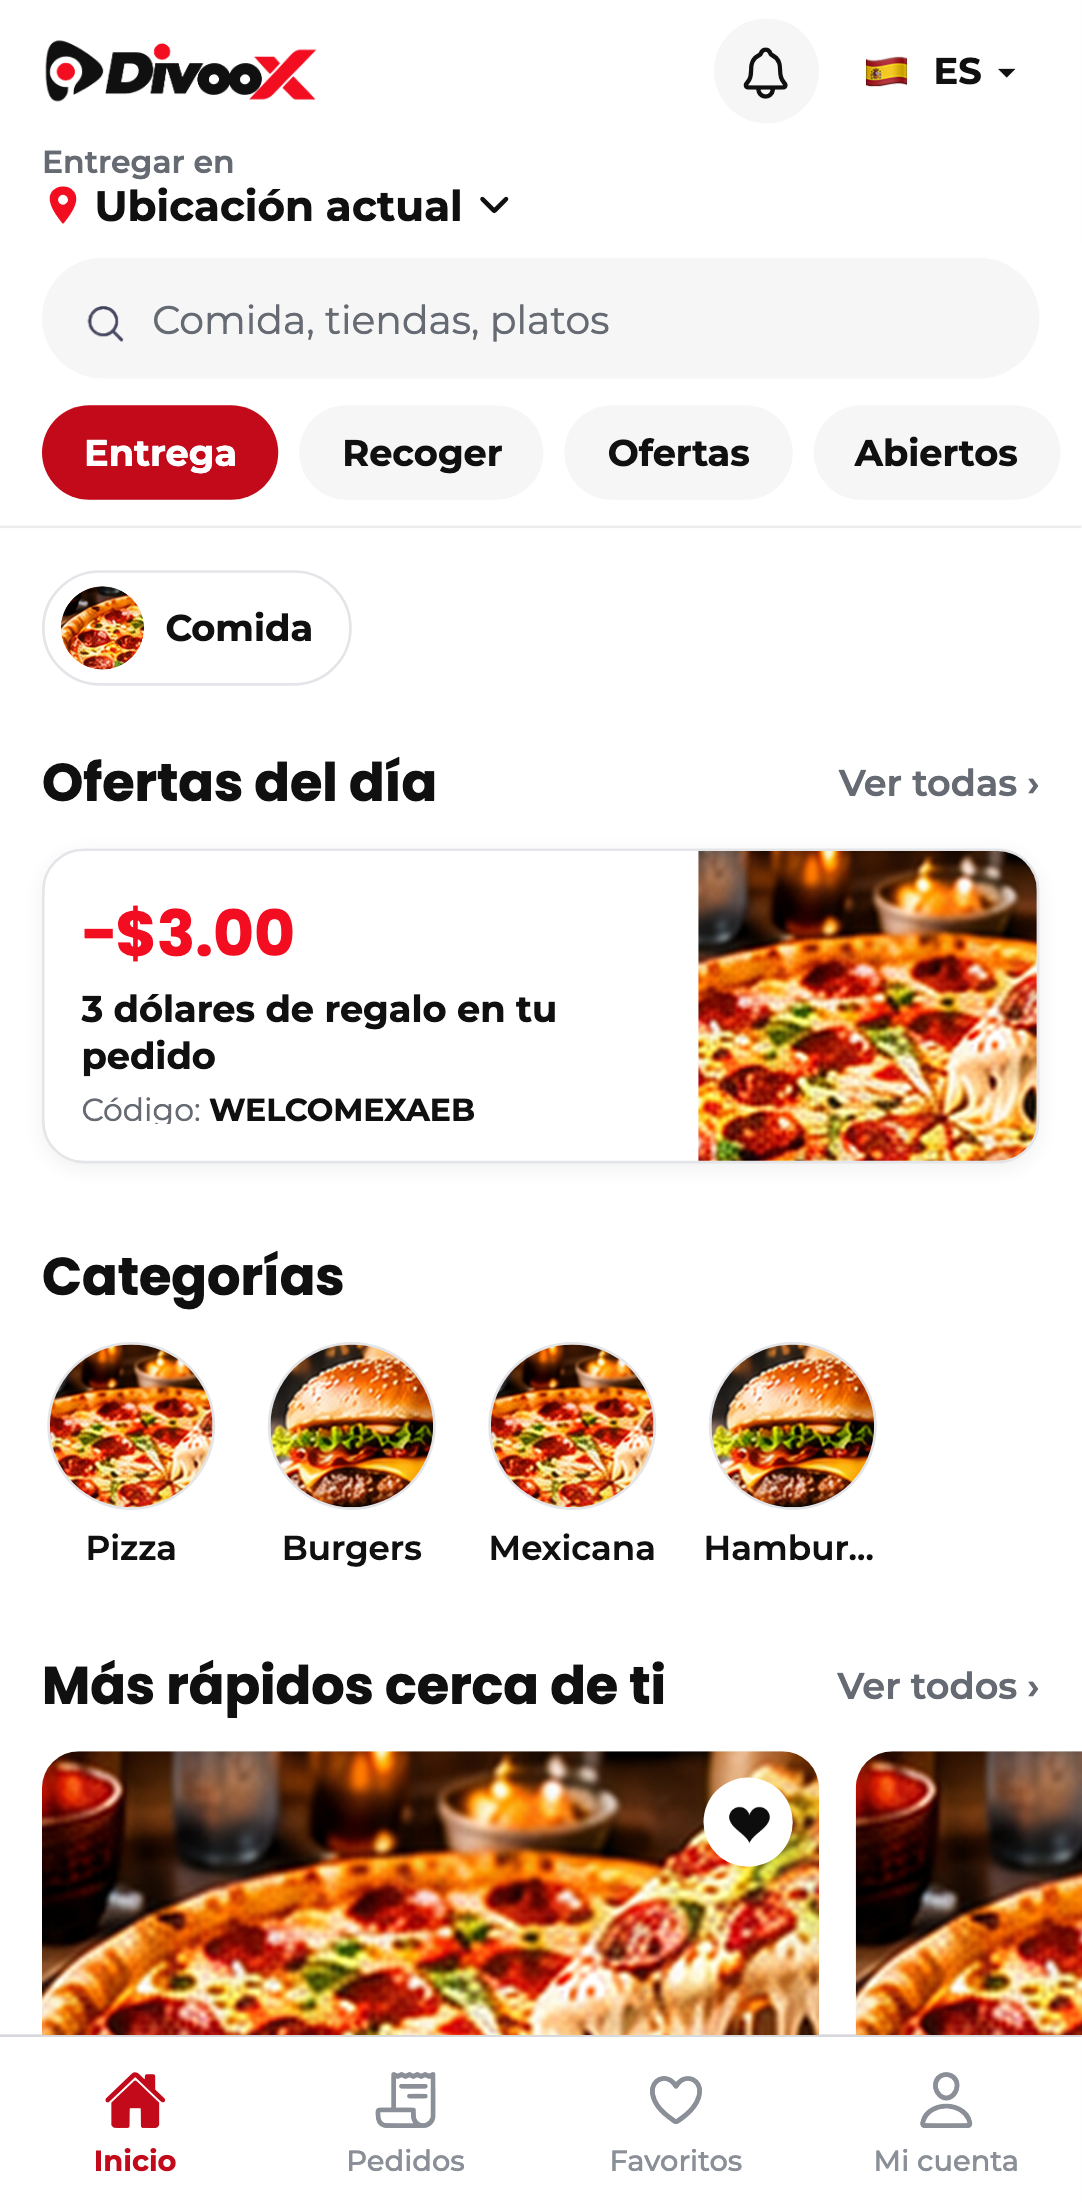 DivooX
ES
Entregar en
Ubicación actual
Comida, tiendas, platos
Entrega
Recoger
Ofertas
Abiertos
Comida
Ofertas del día
Ver todas ›
-$3.00
3 dólares de regalo en tu
pedido
Código: WELCOMEXAEB
Categorías
Pizza
Burgers
Mexicana
Hambur...
Más rápidos cerca de ti
Ver todos ›
Inicio
Pedidos
Favoritos
Mi cuenta